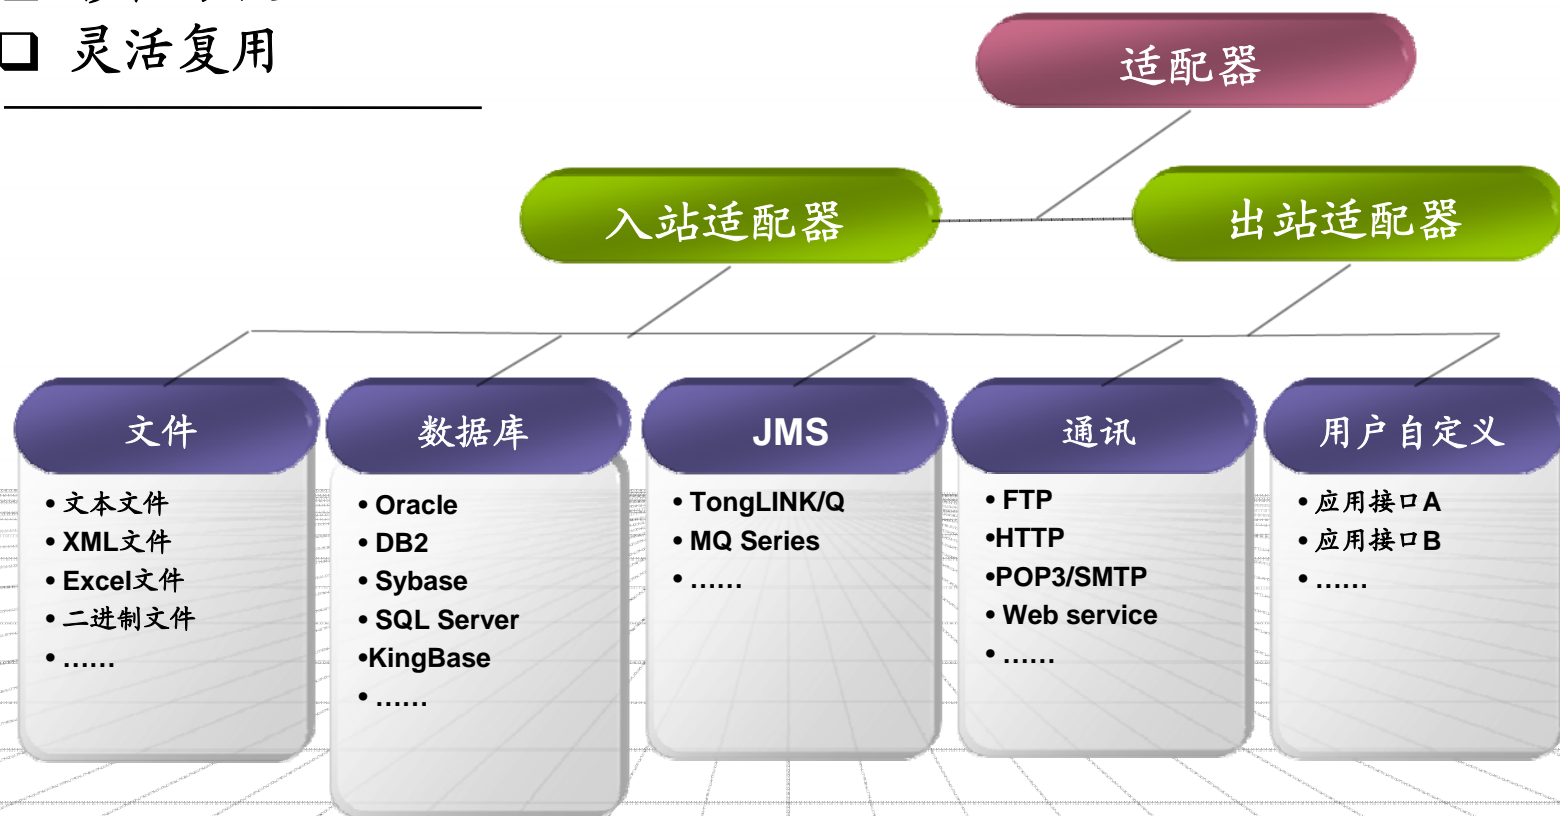 ❑ 灵活复用
适配器
入站适配器
出站适配器
文件
• 文本文件
• XML文件
• Excel文件
• 二进制文件
• ……
数据库
• Oracle
• DB2
• Sybase
• SQL Server
•KingBase
• ……
JMS
• TongLINK/Q
• MQ Series
• ……
通讯
• FTP
•HTTP
•POP3/SMTP
• Web service
• ……
用户自定义
• 应用接口A
• 应用接口B
• ……